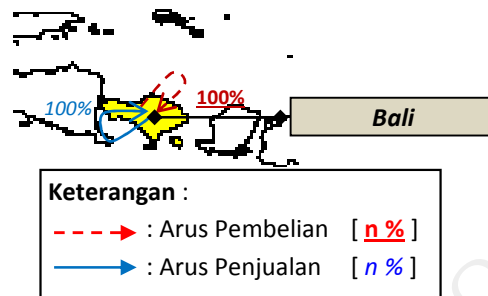 100%
100%
Bali
Keterangan :
: Arus Pembelian [ n % ]
: Arus Penjualan [ n % ]